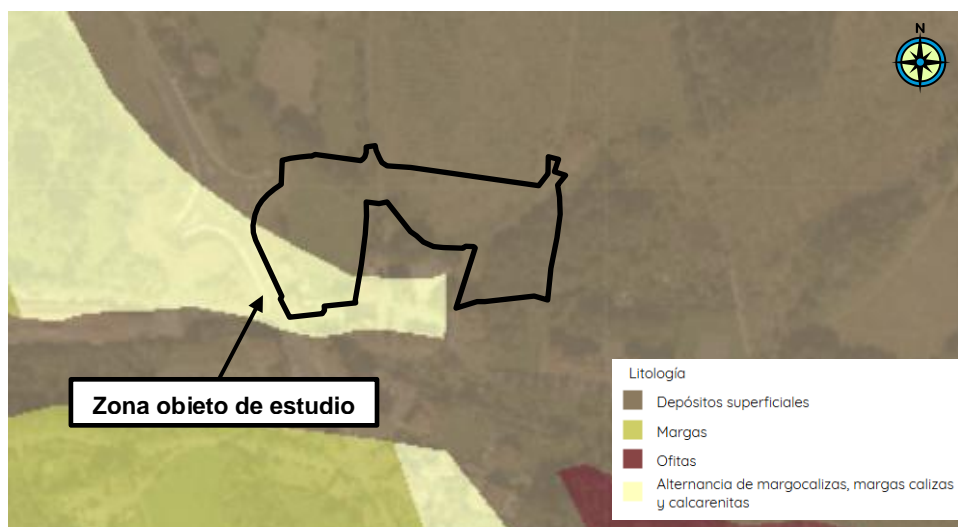 N
Zona objeto de estudio
Litología
Depósitos superficiales
Margas
Ofitas
Alternancia de margocalizas, margas calizas
y calcarenitas